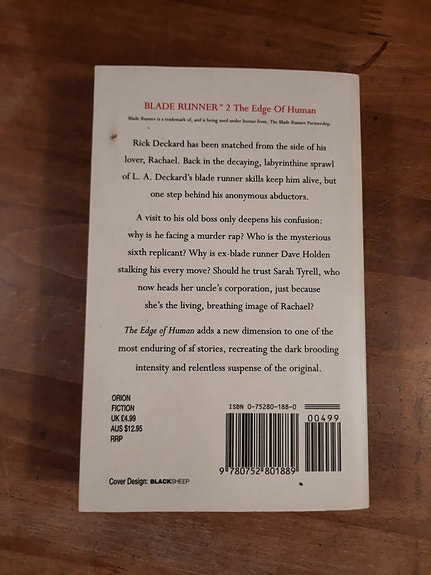 BLADE RUNNER™ 2 The Edge Of Human
Blade Runner is a trademark of, and is being used under license from, The Blade Runner Partnership.
Rick Deckard has been snatched from the side of his
lover, Rachael. Back in the decaying, labyrinthine sprawl
of L. A. Deckard's blade runner skills keep him alive, but
one step behind his anonymous abductors.
A visit to his old boss only deepens his confusion:
why is he facing a murder rap? Who is the mysterious
sixth replicant? Why is ex-blade runner Dave Holden
stalking his every move? Should he trust Sarah Tyrell, who
now heads her uncle's corporation, just because
she's the living, breathing image of Rachael?
The Edge of Human adds a new dimension to one of the
most enduring of sf stories, recreating the dark brooding
intensity and relentless suspense of the original.
ORION
FICTION
UK £4.99
AUS $12.95
RRP
ISBN 0-75280-188-0
00499
9 780752 801889
Cover Design: BLACKSHEEP